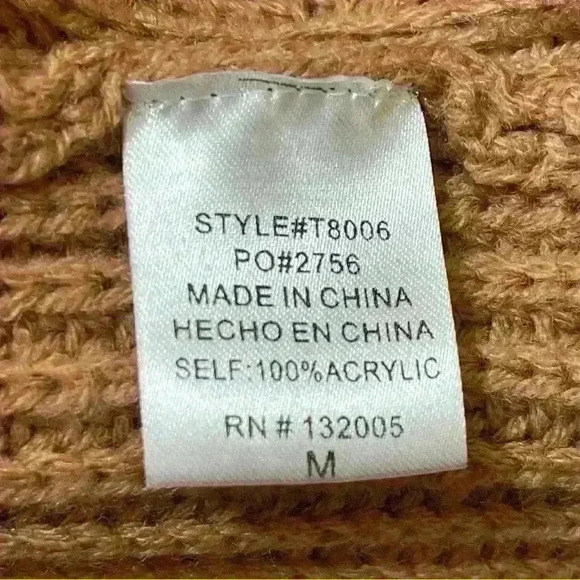 STYLE#T8006
PO#2756
MADE IN CHINA
HECHO EN CHINA
SELF:100%ACRYLIC
RN # 132005
M